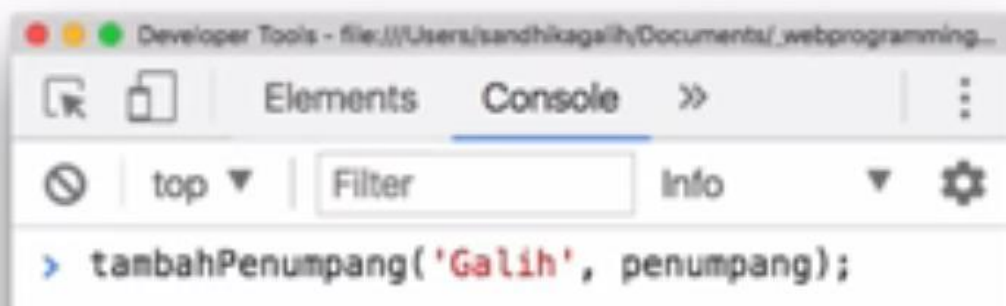 Developer Tools - file:///Users/sandhikagalih/Documents/_webprogramming...
Elements Console »
top ▼ Filter Info ▼
> tambahPenumpang('Galih', penumpang);